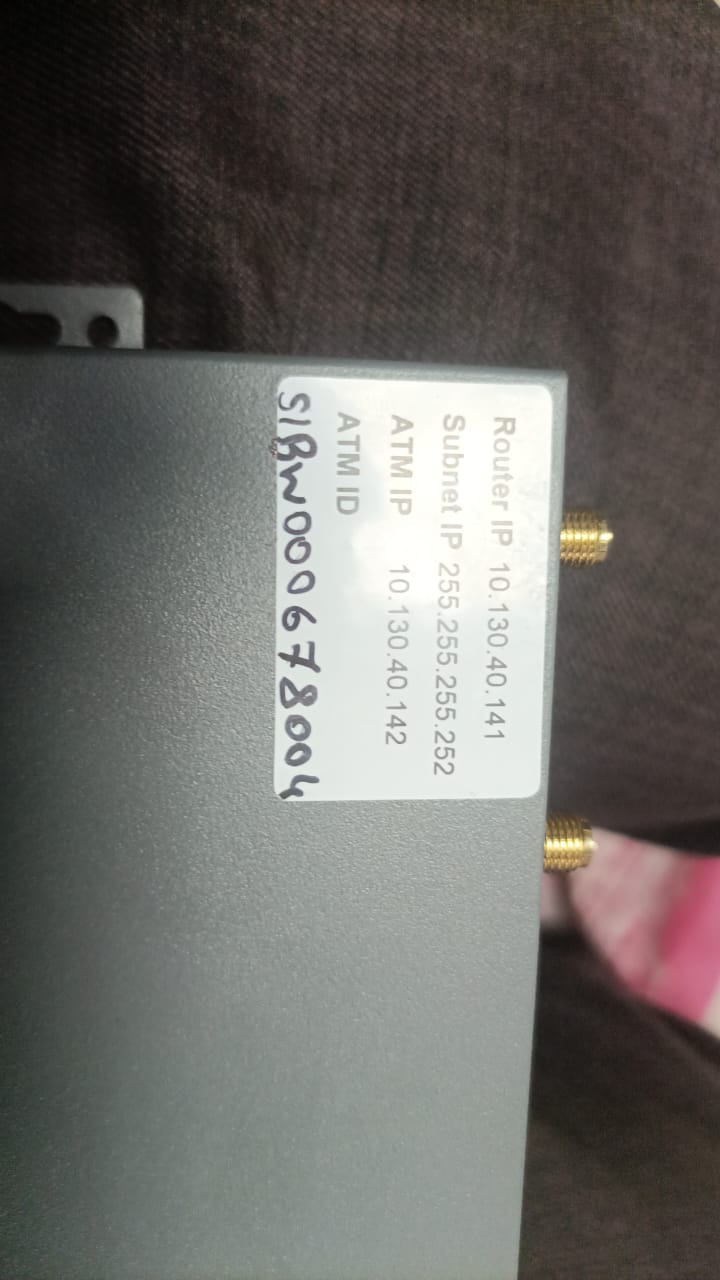 Router IP 10.130.40.141
Subnet IP 255.255.255.252
ATM IP 10.130.40.142
ATM ID
SIBW000678004